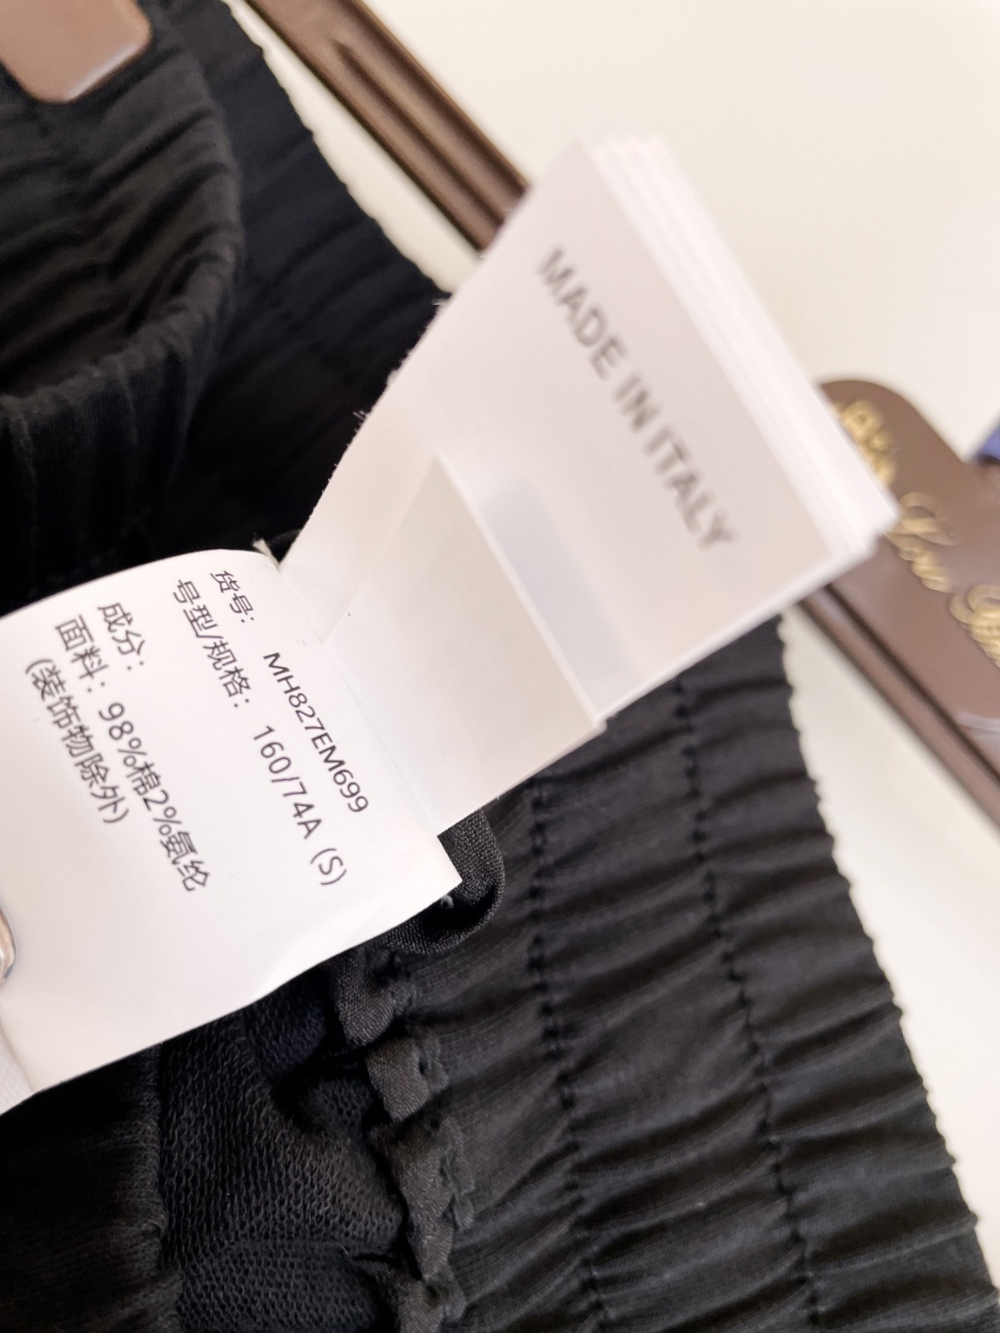 MADE IN ITALY
货号: MH827EM699
号型/规格: 160/74A (S)
成分:
面料: 98%棉2%氨纶
(装饰物除外)